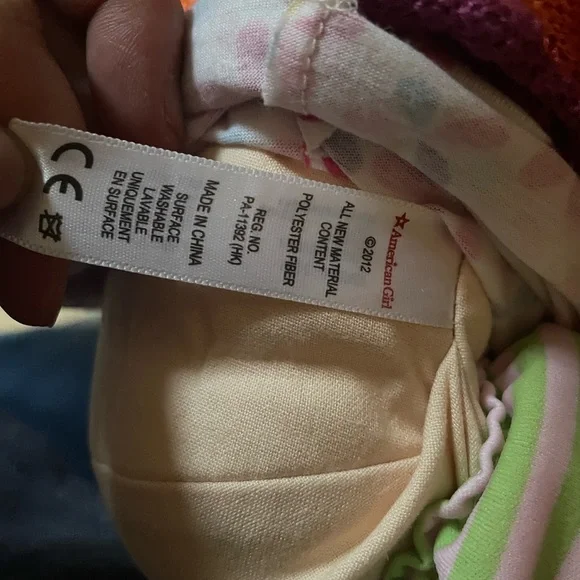 American Girl
©2012
ALL NEW MATERIAL
CONTENT
POLYESTER FIBER
REG. NO.
PA-11392 (HK)
MADE IN CHINA
SURFACE
WASHABLE
LAVABLE
UNIQUEMENT
EN SURFACE
CE